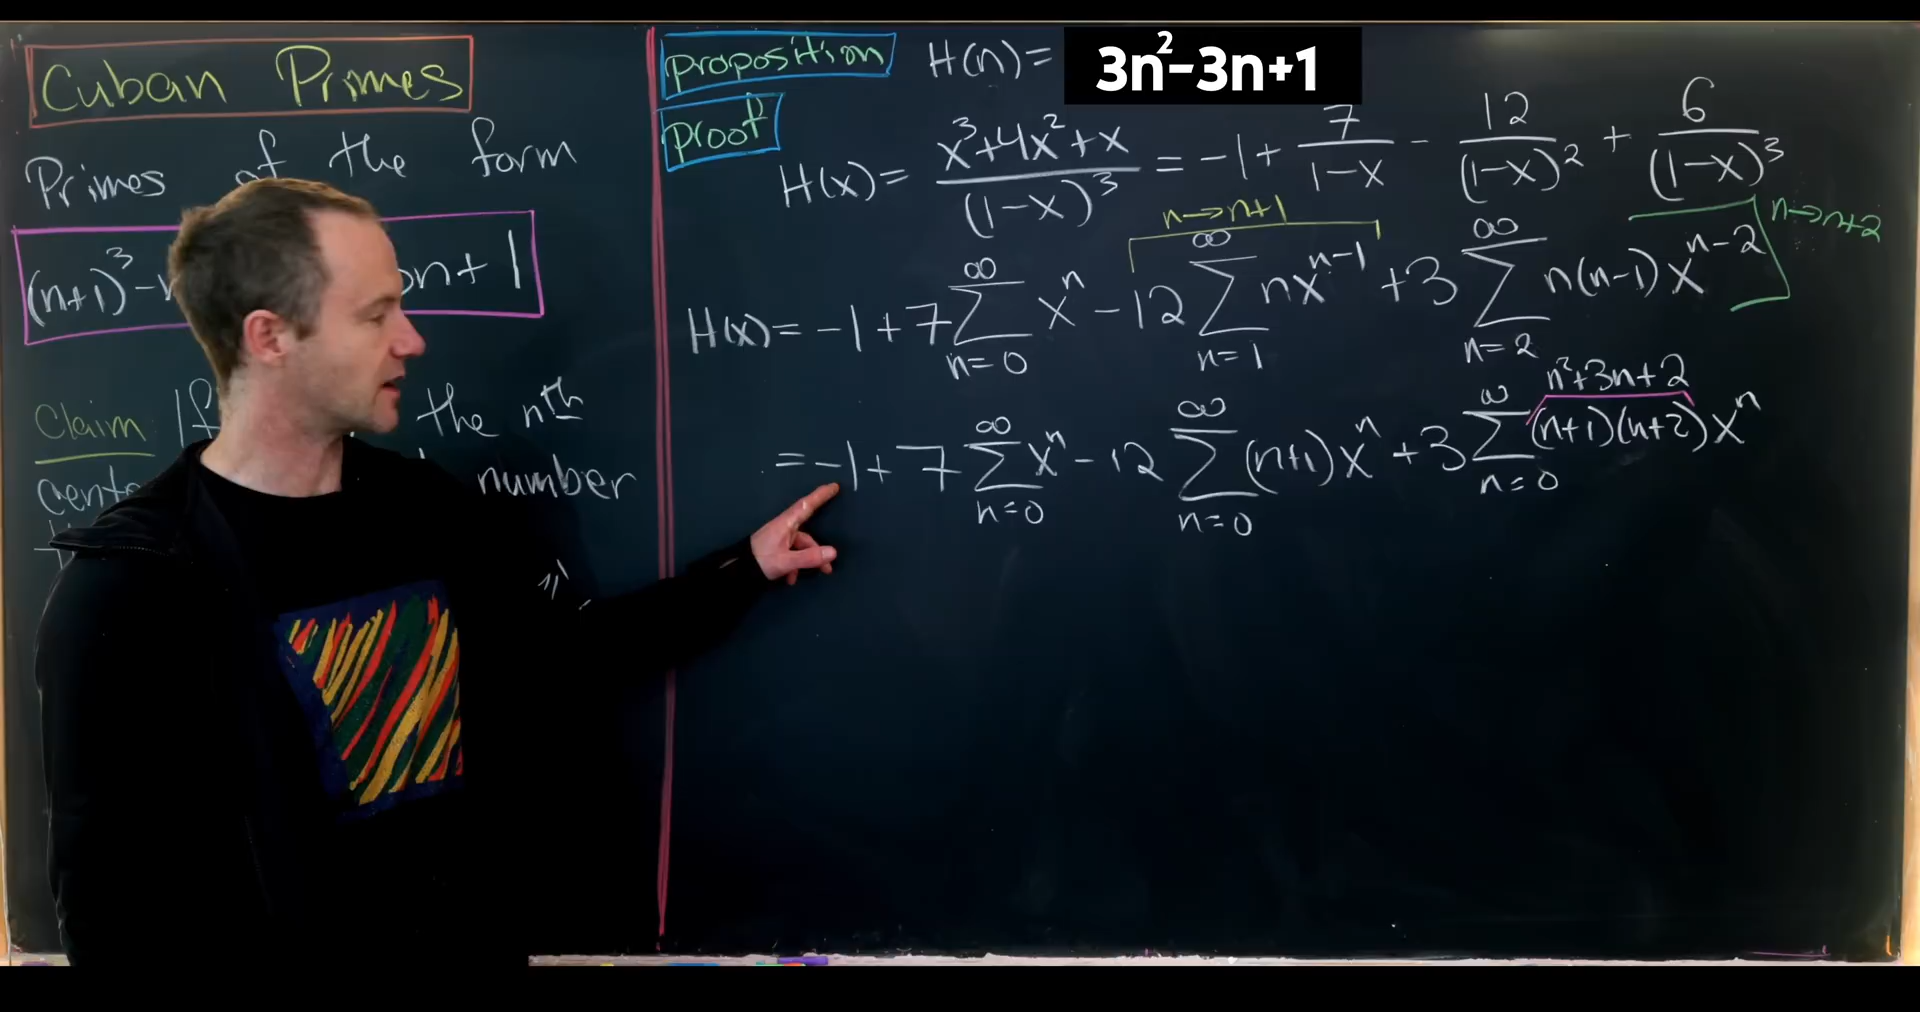 Cuban Primes
Primes of the form
(n+1)³-n n+1
Claim If the nth
number
proposition H(n)= 3n²-3n+1
proof
H(x)= x³+4x²+x / (1-x)³ = -1+ 7/(1-x) - 12/(1-x)² + 6/(1-x)³
n→n+1
n→n+2
H(x)= -1+7 ∑_{n=0}^{∞} xⁿ -12 ∑_{n=1}^{∞} nxⁿ⁻¹ +3 ∑_{n=2}^{∞} n(n-1)xⁿ⁻²
n²+3n+2
= -1+7 ∑_{n=0}^{∞} xⁿ -12 ∑_{n=0}^{∞} (n+1)xⁿ +3 ∑_{n=0}^{∞} (n+1)(n+2)xⁿ